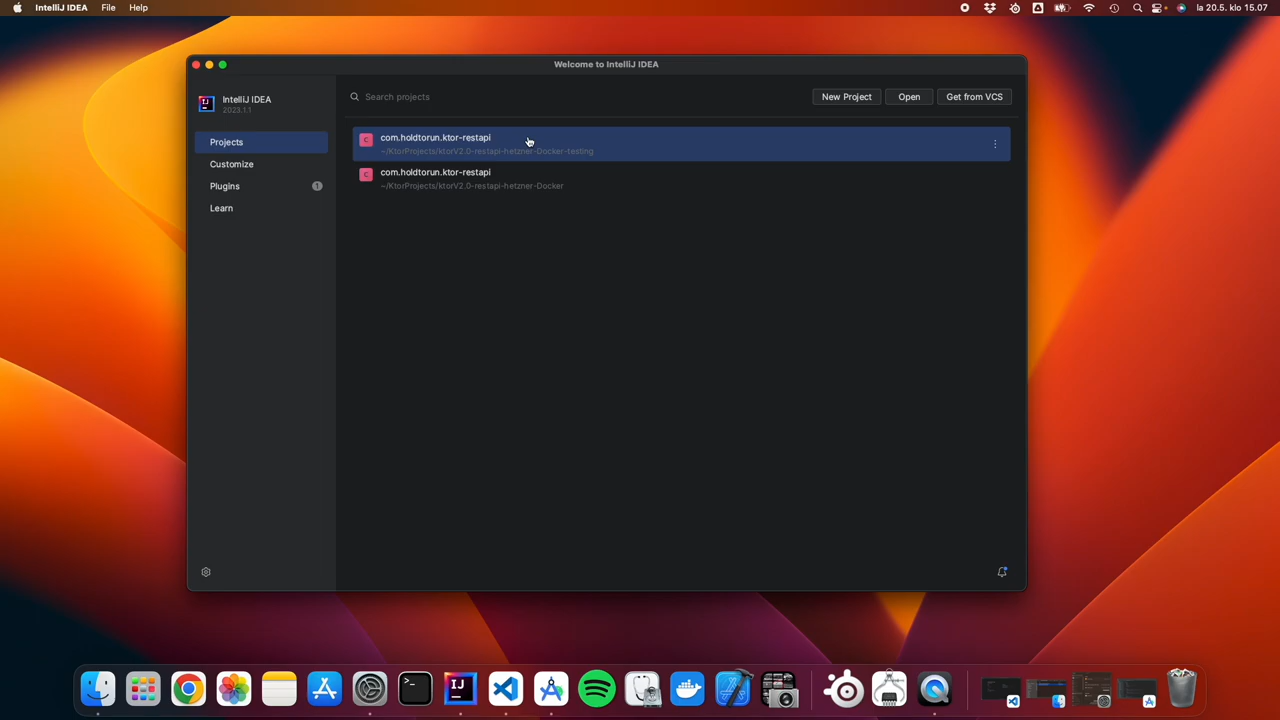 IntelliJ IDEA File Help la 20.5. klo 15.07
Welcome to IntelliJ IDEA
IntelliJ IDEA
2023.1.1
Search projects
New Project
Open
Get from VCS
Projects
Customize
Plugins 1
Learn
C com.holdtorun.ktor-restapi
~/KtorProjects/ktorV2.0-restapi-hetzner-Docker-testing
C com.holdtorun.ktor-restapi
~/KtorProjects/ktorV2.0-restapi-hetzner-Docker
IJ